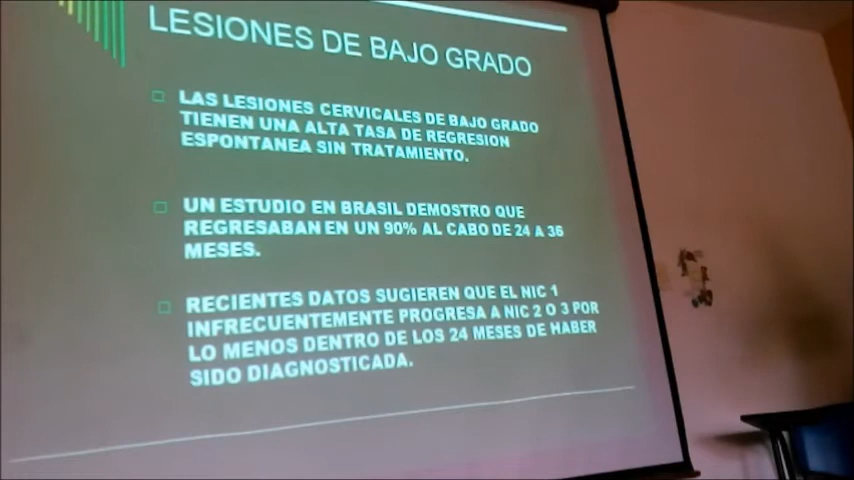 LESIONES DE BAJO GRADO
LAS LESIONES CERVICALES DE BAJO GRADO
TIENEN UNA ALTA TASA DE REGRESION
ESPONTANEA SIN TRATAMIENTO.
UN ESTUDIO EN BRASIL DEMOSTRO QUE
REGRESABAN EN UN 90% AL CABO DE 24 A 36
MESES.
RECIENTES DATOS SUGIEREN QUE EL NIC 1
INFRECUENTEMENTE PROGRESA A NIC 2 O 3 POR
LO MENOS DENTRO DE LOS 24 MESES DE HABER
SIDO DIAGNOSTICADA.